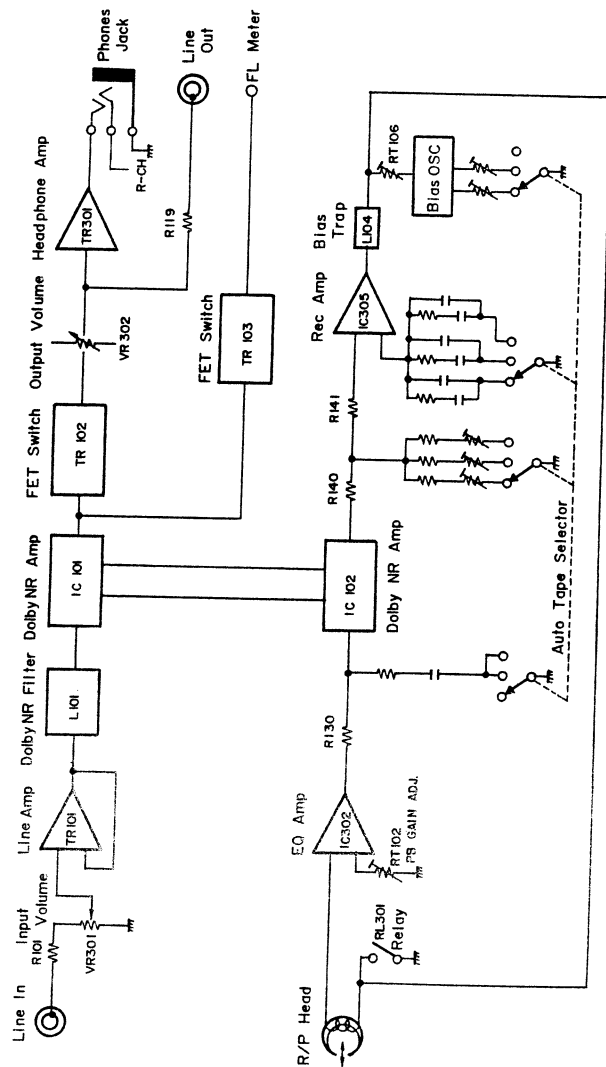 Line In
R101
Input
Volume
VR301
Line Amp
TR101
Dolby NR Filter
L101
Dolby NR Amp
IC 101
FET Switch
TR 102
Output Volume
VR302
Headphone Amp
TR301
Phones
Jack
R-CH
R119
Line
Out
FET Switch
TR 103
FL Meter
R/P Head
RL301
Relay
EQ Amp
IC302
RT102
PB GAIN ADJ.
R130
IC 102
Dolby NR Amp
R140
R141
Rec Amp
IC305
Bias
Trap
L104
RT106
Bias OSC
Auto Tape Selector